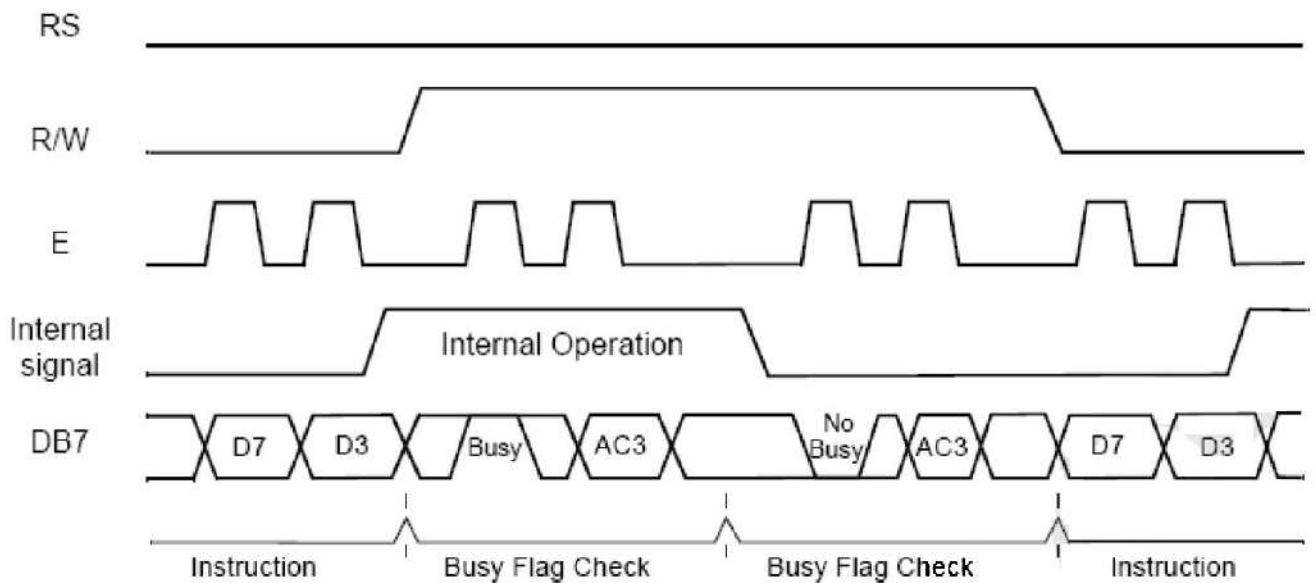 RS
R/W
E
Internal
signal
Internal Operation
DB7
D7 D3 Busy AC3 No
Busy AC3 D7 D3
Instruction Busy Flag Check Busy Flag Check Instruction